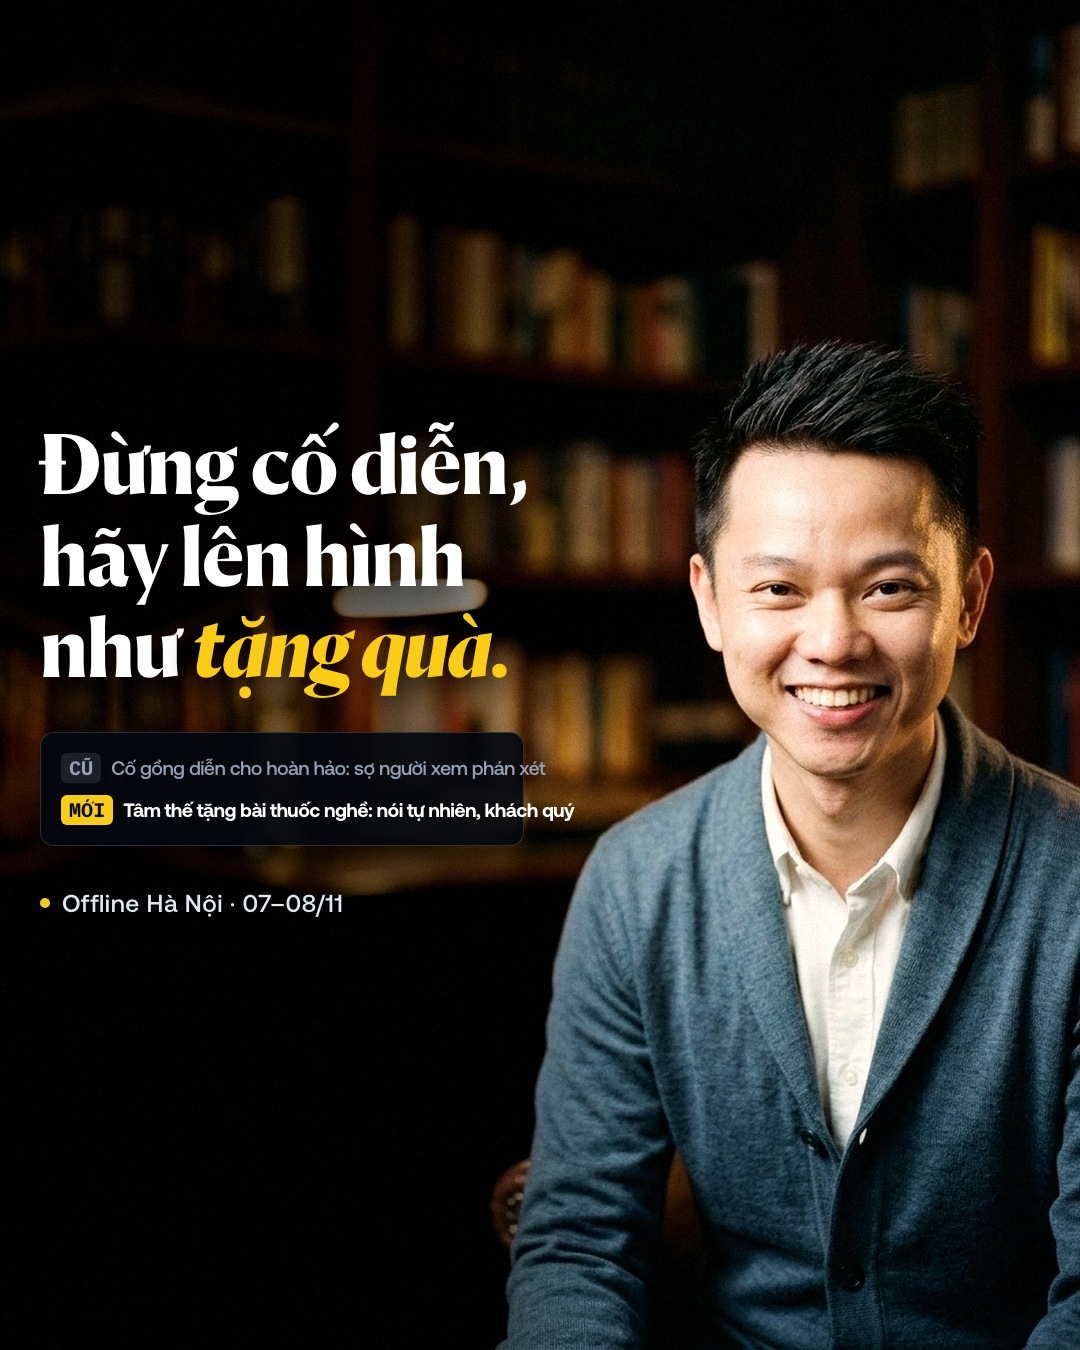 Đừng cố diễn,
hãy lên hình
như tặng quà.
CŨ Cố gồng diễn cho hoàn hảo: sợ người xem phán xét
MỚI Tâm thế tặng bài thuốc nghề: nói tự nhiên, khách quý
Offline Hà Nội · 07–08/11